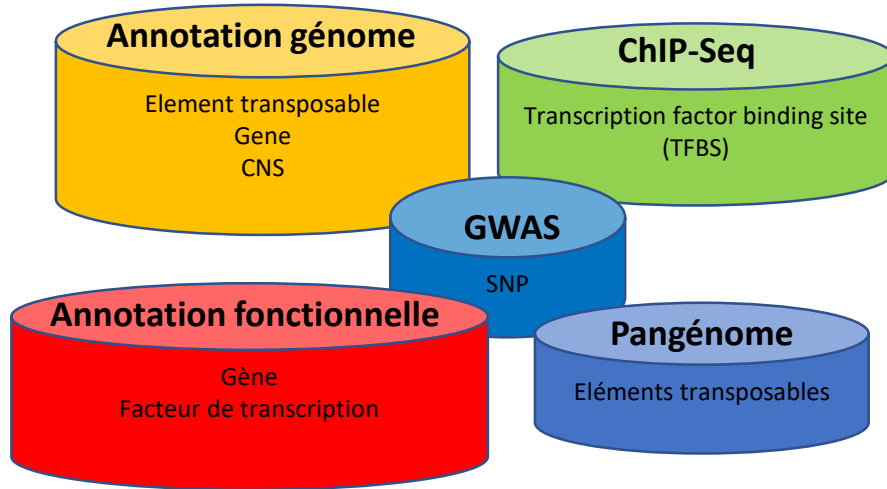 Annotation génome
Element transposable
Gene
CNS
ChIP-Seq
Transcription factor binding site
(TFBS)
GWAS
SNP
Annotation fonctionnelle
Gène
Facteur de transcription
Pangénome
Eléments transposables